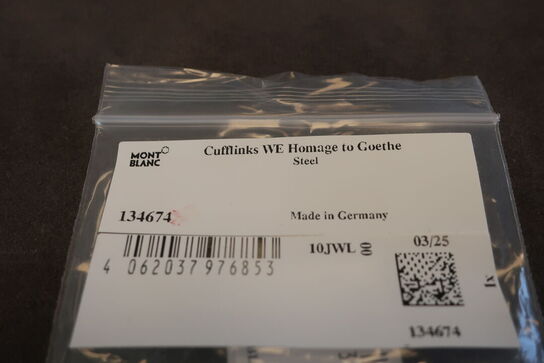 MONT
BLANC
Cufflinks WE Homage to Goethe
Steel
134674
Made in Germany
4 062037 976853
10JWL 00
03/25
134674